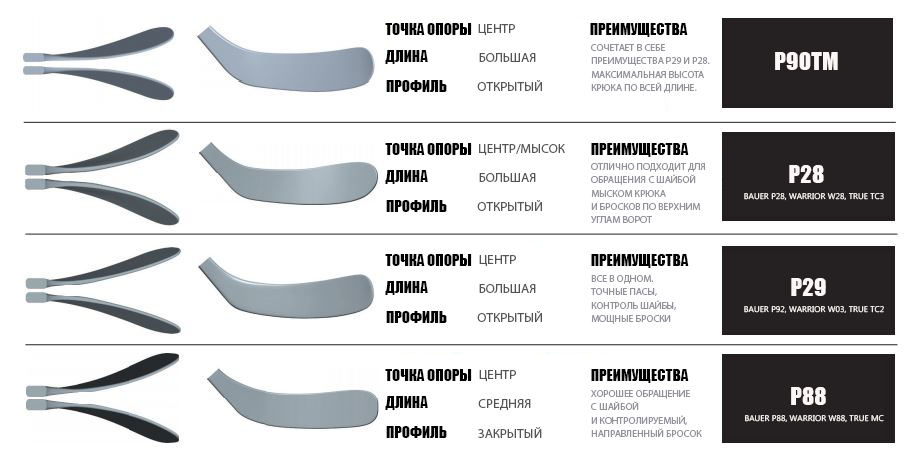 ТОЧКА ОПОРЫ ЦЕНТР
ДЛИНА БОЛЬШАЯ
ПРОФИЛЬ ОТКРЫТЫЙ
ПРЕИМУЩЕСТВА
СОЧЕТАЕТ В СЕБЕ
ПРЕИМУЩЕСТВА P29 И P28.
МАКСИМАЛЬНАЯ ВЫСОТА
КРЮКА ПО ВСЕЙ ДЛИНЕ.
P90TM
ТОЧКА ОПОРЫ ЦЕНТР/МЫСОК
ДЛИНА БОЛЬШАЯ
ПРОФИЛЬ ОТКРЫТЫЙ
ПРЕИМУЩЕСТВА
ОТЛИЧНО ПОДХОДИТ ДЛЯ
ОБРАЩЕНИЯ С ШАЙБОЙ
МЫСКОМ КРЮКА
И БРОСКОВ ПО ВЕРХНИМ
УГЛАМ ВОРОТ
P28
BAUER P28, WARRIOR W28, TRUE TC3
ТОЧКА ОПОРЫ ЦЕНТР
ДЛИНА БОЛЬШАЯ
ПРОФИЛЬ ОТКРЫТЫЙ
ПРЕИМУЩЕСТВА
ВСЕ В ОДНОМ.
ТОЧНЫЕ ПАСЫ,
КОНТРОЛЬ ШАЙБЫ,
МОЩНЫЕ БРОСКИ
P29
BAUER P92, WARRIOR W03, TRUE TC2
ТОЧКА ОПОРЫ ЦЕНТР
ДЛИНА СРЕДНЯЯ
ПРОФИЛЬ ЗАКРЫТЫЙ
ПРЕИМУЩЕСТВА
ХОРОШЕЕ ОБРАЩЕНИЕ
С ШАЙБОЙ
И КОНТРОЛИРУЕМЫЙ,
НАПРАВЛЕННЫЙ БРОСОК
P88
BAUER P88, WARRIOR W88, TRUE MC